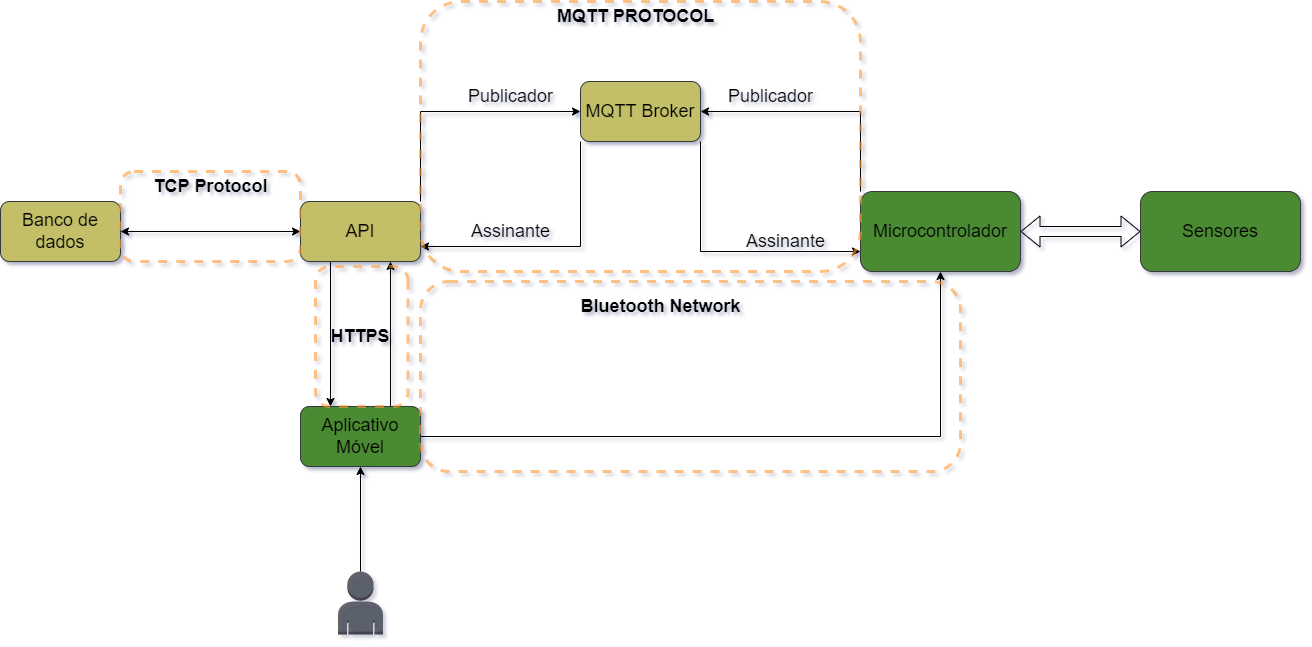 MQTT PROTOCOL
Publicador
MQTT Broker
Publicador
TCP Protocol
Banco de
dados
API
Assinante
Assinante
Microcontrolador
Sensores
Bluetooth Network
HTTPS
Aplicativo
Móvel